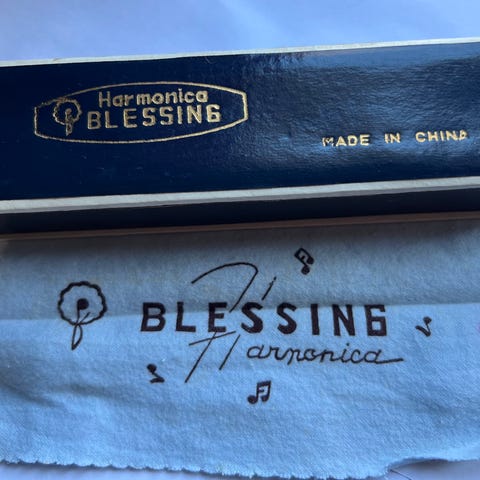 Harmonica
BLESSING
MADE IN CHINA
BLESSING
Harmonica